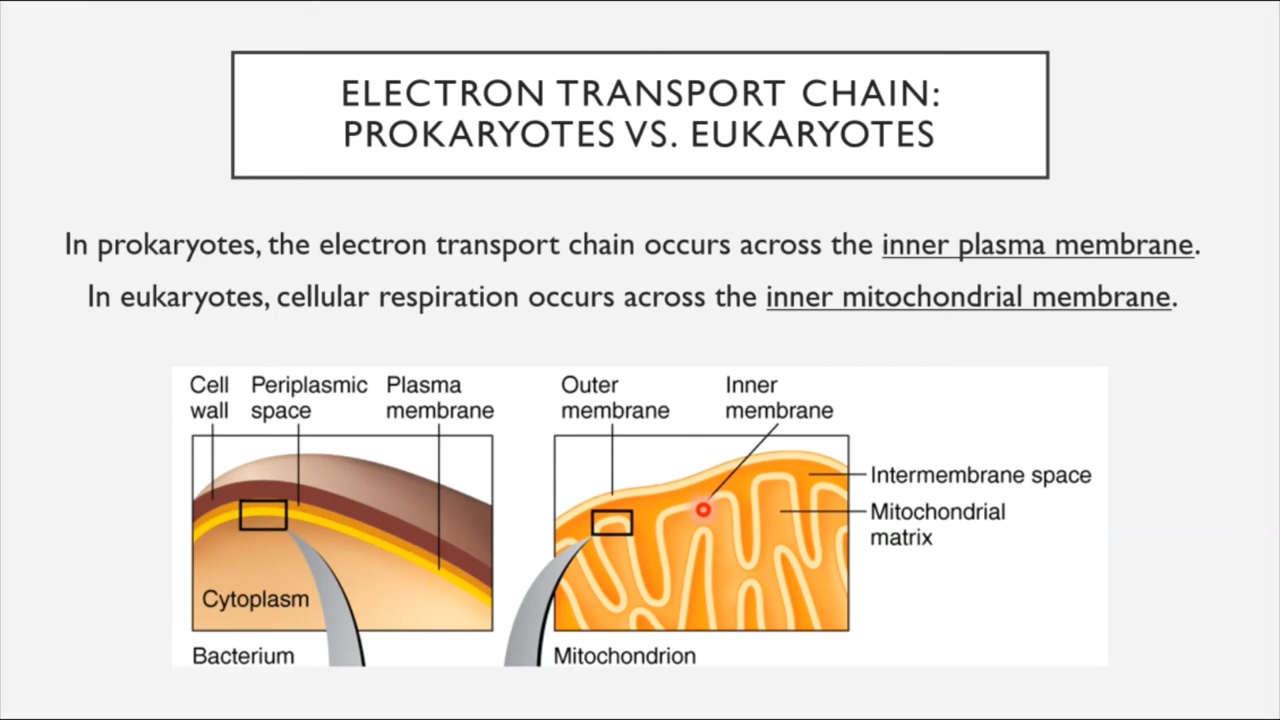 ELECTRON TRANSPORT CHAIN:
PROKARYOTES VS. EUKARYOTES
In prokaryotes, the electron transport chain occurs across the inner plasma membrane.
In eukaryotes, cellular respiration occurs across the inner mitochondrial membrane.
Cell
wall
Periplasmic
space
Plasma
membrane
Cytoplasm
Bacterium
Outer
membrane
Inner
membrane
Intermembrane space
Mitochondrial
matrix
Mitochondrion